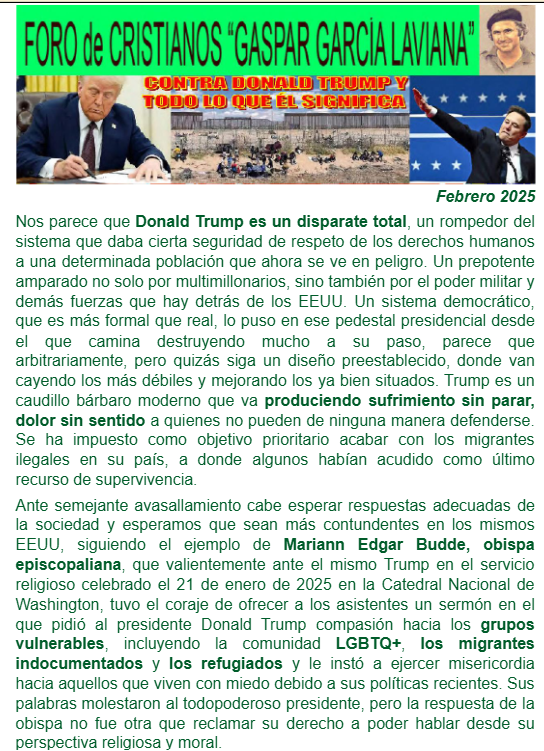 FORO de CRISTIANOS "GASPAR GARCÍA LAVIANA"
CONTRA DONALD TRUMP Y
TODO LO QUE ÉL SIGNIFICA
Febrero 2025
Nos parece que Donald Trump es un disparate total, un rompedor del
sistema que daba cierta seguridad de respeto de los derechos humanos
a una determinada población que ahora se ve en peligro. Un prepotente
amparado no solo por multimillonarios, sino también por el poder militar y
demás fuerzas que hay detrás de los EEUU. Un sistema democrático,
que es más formal que real, lo puso en ese pedestal presidencial desde
el que camina destruyendo mucho a su paso, parece que
arbitrariamente, pero quizás siga un diseño preestablecido, donde van
cayendo los más débiles y mejorando los ya bien situados. Trump es un
caudillo bárbaro moderno que va produciendo sufrimiento sin parar,
dolor sin sentido a quienes no pueden de ninguna manera defenderse.
Se ha impuesto como objetivo prioritario acabar con los migrantes
ilegales en su país, a donde algunos habían acudido como último
recurso de supervivencia.
Ante semejante avasallamiento cabe esperar respuestas adecuadas de
la sociedad y esperamos que sean más contundentes en los mismos
EEUU, siguiendo el ejemplo de Mariann Edgar Budde, obispa
episcopaliana, que valientemente ante el mismo Trump en el servicio
religioso celebrado el 21 de enero de 2025 en la Catedral Nacional de
Washington, tuvo el coraje de ofrecer a los asistentes un sermón en el
que pidió al presidente Donald Trump compasión hacia los grupos
vulnerables, incluyendo la comunidad LGBTQ+, los migrantes
indocumentados y los refugiados y le instó a ejercer misericordia
hacia aquellos que viven con miedo debido a sus políticas recientes. Sus
palabras molestaron al todopoderoso presidente, pero la respuesta de la
obispa no fue otra que reclamar su derecho a poder hablar desde su
perspectiva religiosa y moral.